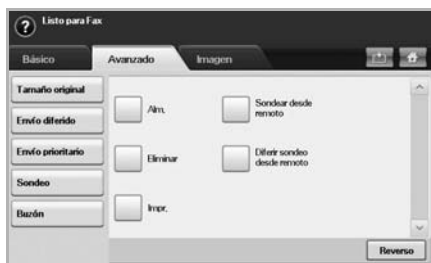 Listo para Fax
Básico
Avanzado
Imagen
Tamaño original
Envío diferido
Envío prioritario
Sondeo
Buzón
Alm.
Sondear desde
remoto
Eliminar
Diferir sondeo
desde remoto
Impr.
Reverso